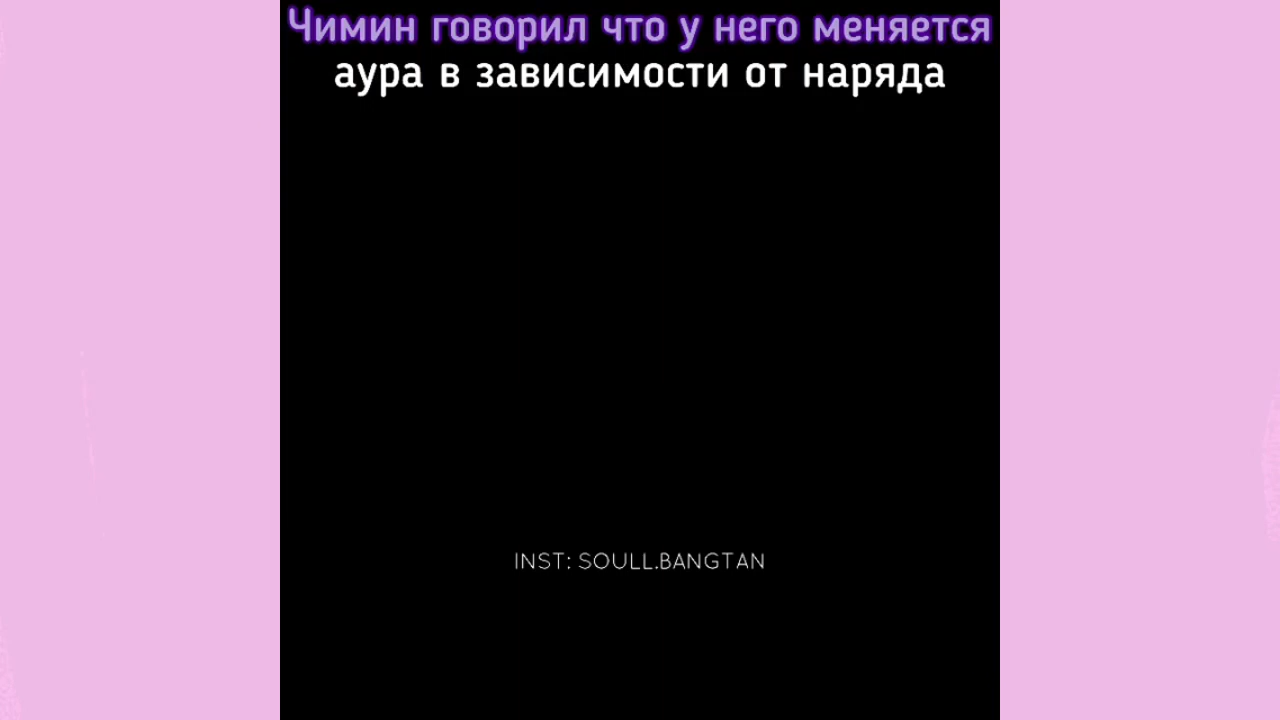 Чимин говорил что у него меняется
аура в зависимости от наряда
INST: SOULL.BANGTAN